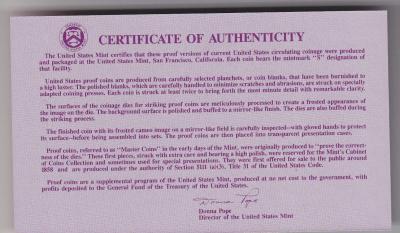 CERTIFICATE OF AUTHENTICITY
The United States Mint certifies that these proof versions of current United States circulating coinage were produced
and packaged at the United States Mint, San Francisco, California. Each coin bears the mintmark "S" designation of
that facility.
United States proof coins are produced from carefully selected planchets, or coin blanks, that have been burnished to
a high luster. The polished blanks, which are carefully handled to minimize scratches and abrasions, are struck on specially
adapted coining presses. Each coin is struck at least twice to bring forth the most minute detail with remarkable clarity.
The surfaces of the coinage dies for striking proof coins are meticulously processed to create a frosted appearance of
the image on the die. The background surface is polished and buffed to a mirror-like finish. The dies are also buffed during
the striking process.
The finished coin with its frosted cameo image on a mirror-like field is carefully inspected—with gloved hands to protect
its surface—before being assembled into sets. The proof coins are then placed into transparent presentation cases.
Proof coins, referred to as "Master Coins" in the early days of the Mint, were originally produced to "prove the correct-
ness of the dies." These first pieces, struck with extra care and bearing a high polish, were reserved for the Mint's Cabinet
of Coins Collection and sometimes used for special presentations. They were first offered for sale to the public around
1858 and are produced under the authority of Section 5111 (a)(3), Title 31 of the United States Code.
Proof coins are a supplemental program of the United States Mint, produced at no net cost to the government, with
profits deposited to the General Fund of the Treasury of the United States.
Donna Pope
Donna Pope
Director of the United States Mint